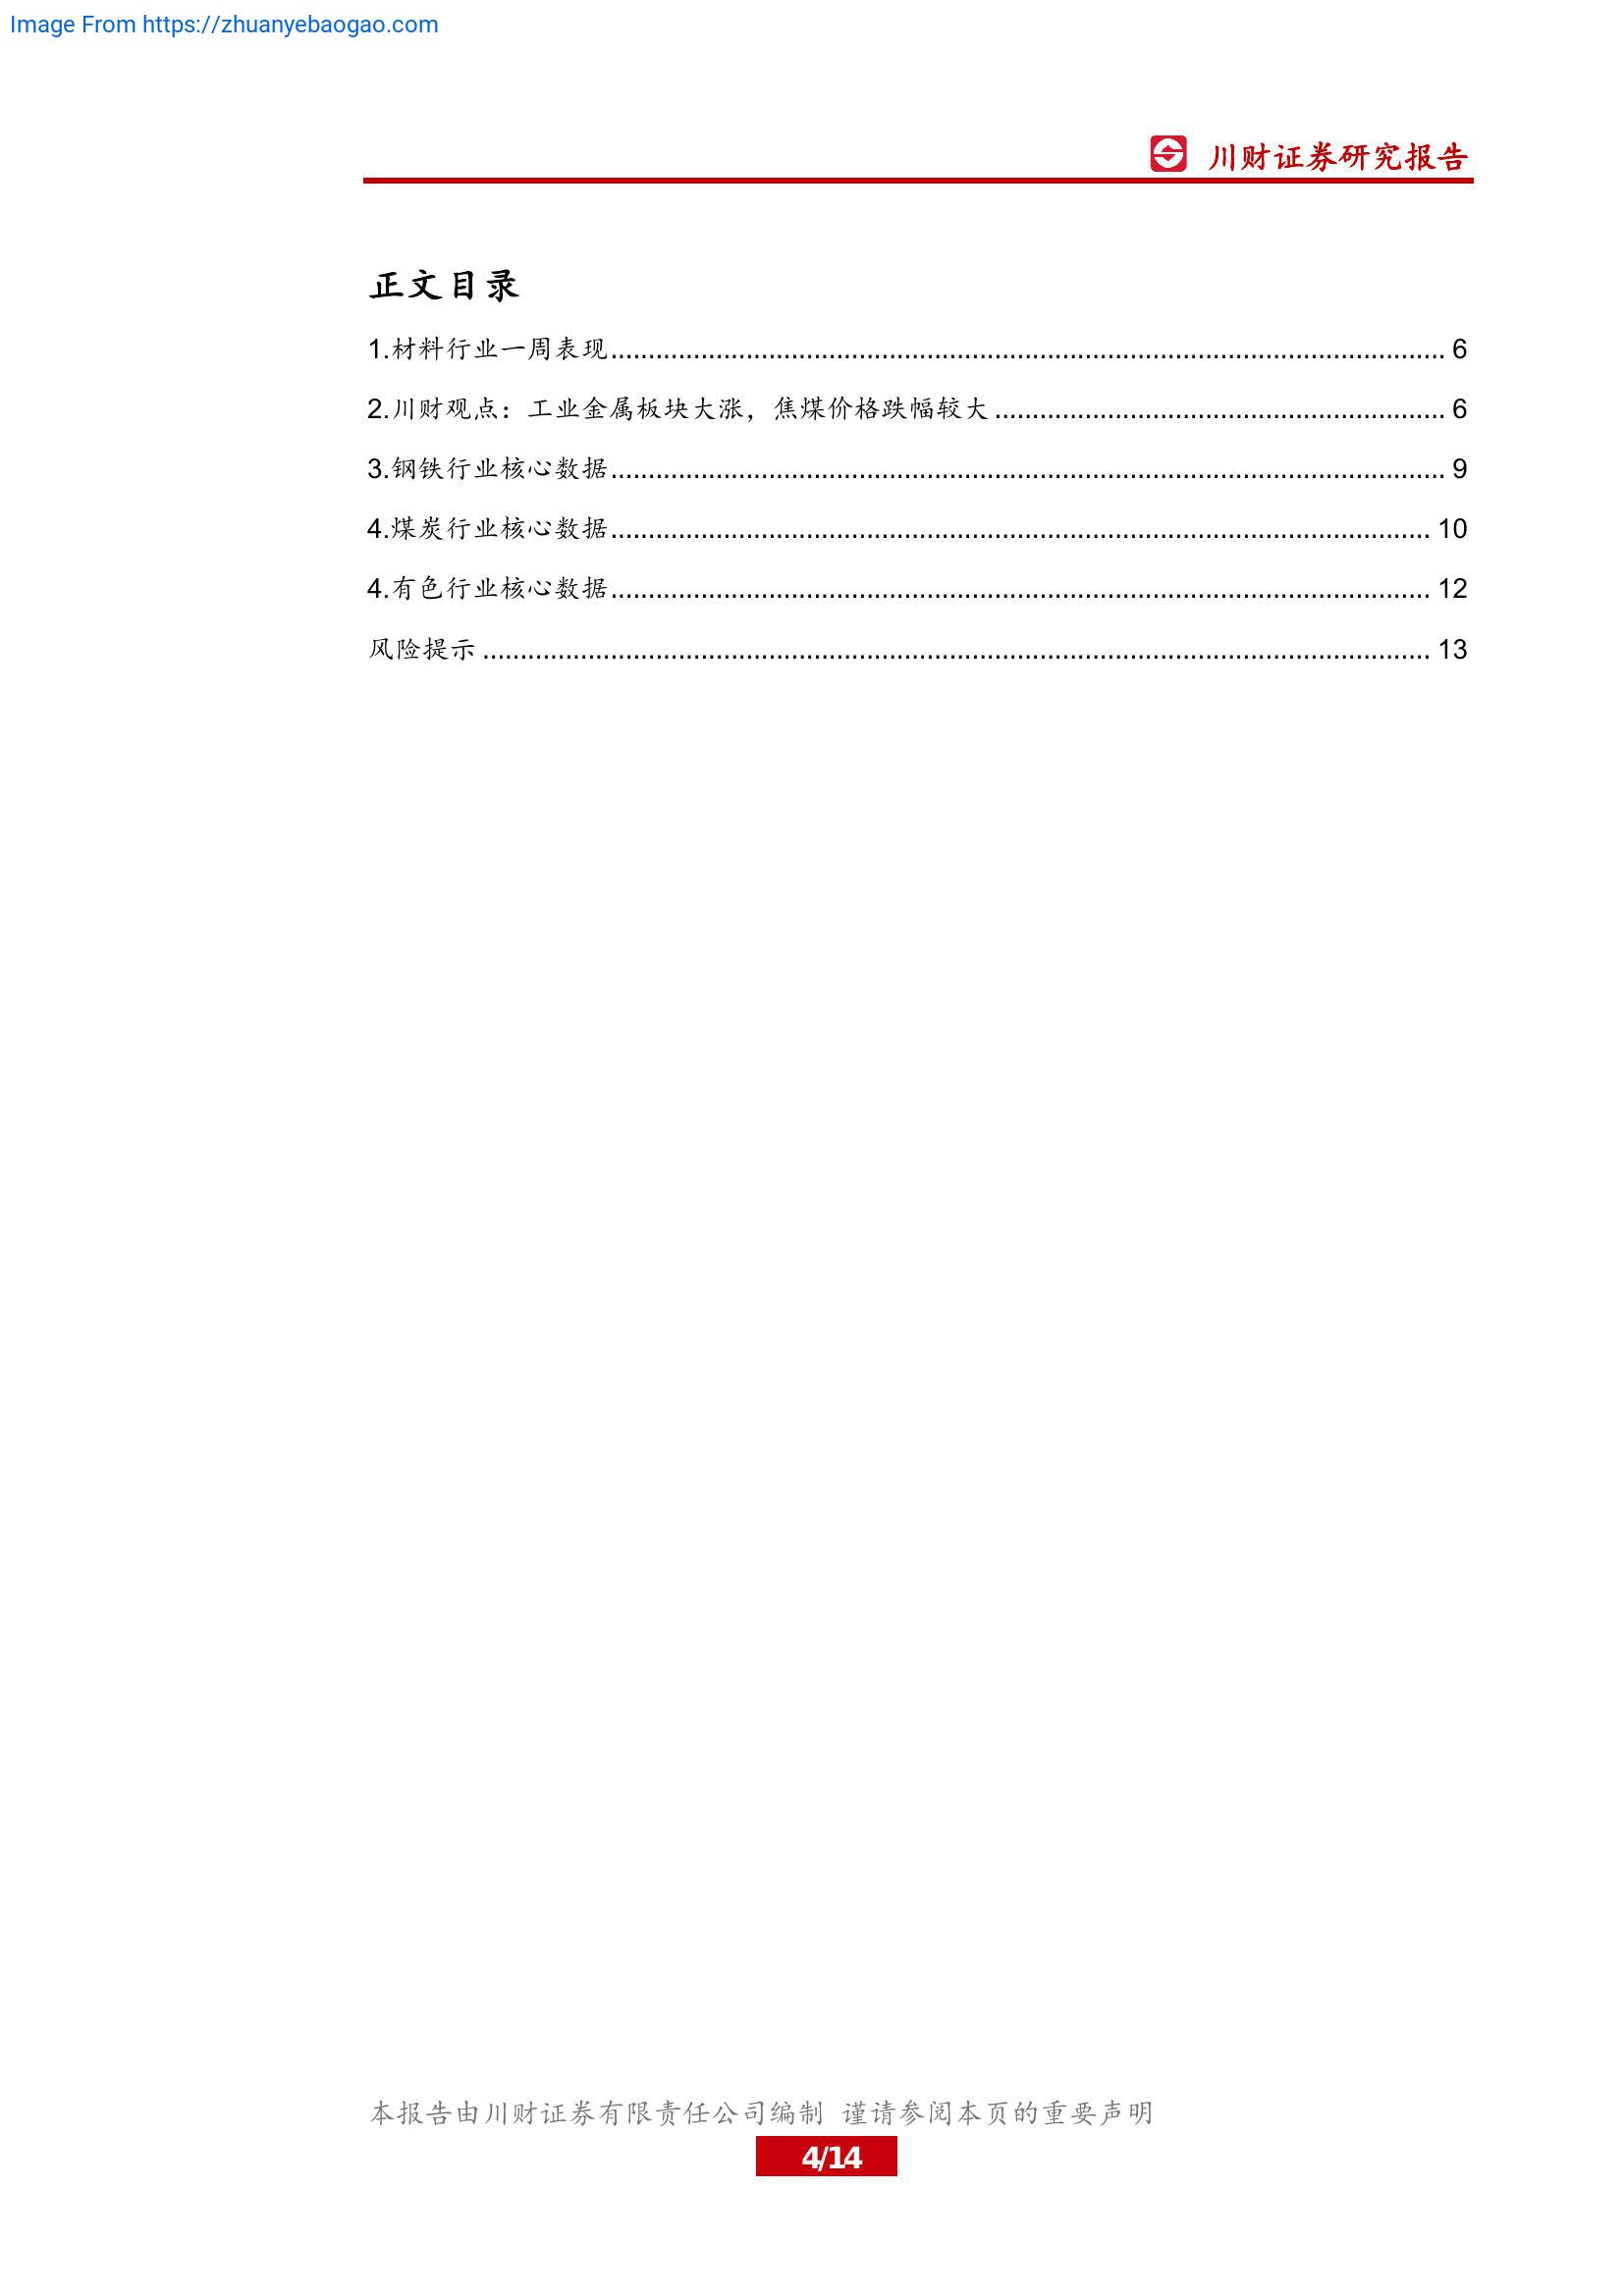 Image From https://zhuanyebaogao.com
川财证券研究报告
正文目录
1.材料行业一周表现 6
2.川财观点：工业金属板块大涨，焦煤价格跌幅较大 6
3.钢铁行业核心数据 9
4.煤炭行业核心数据 10
4.有色行业核心数据 12
风险提示 13
本报告由川财证券有限责任公司编制 谨请参阅本页的重要声明
4/14